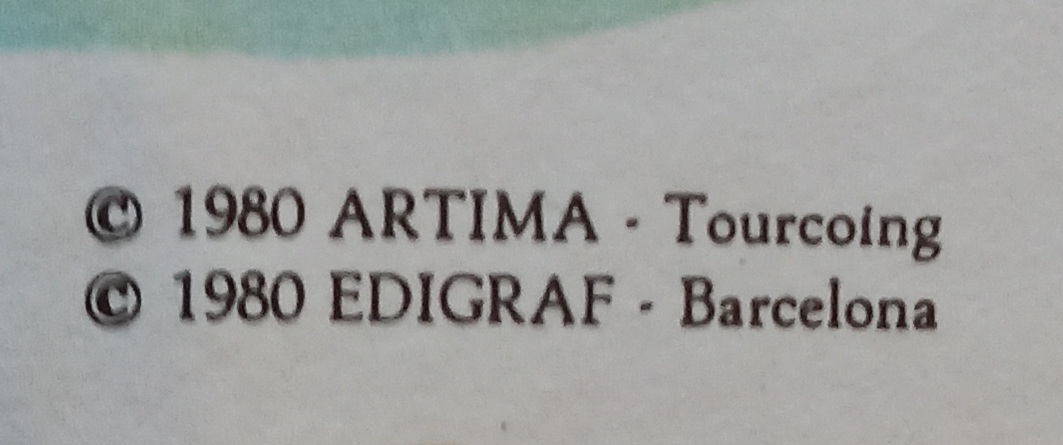 © 1980 ARTIMA - Tourcoing
© 1980 EDIGRAF - Barcelona